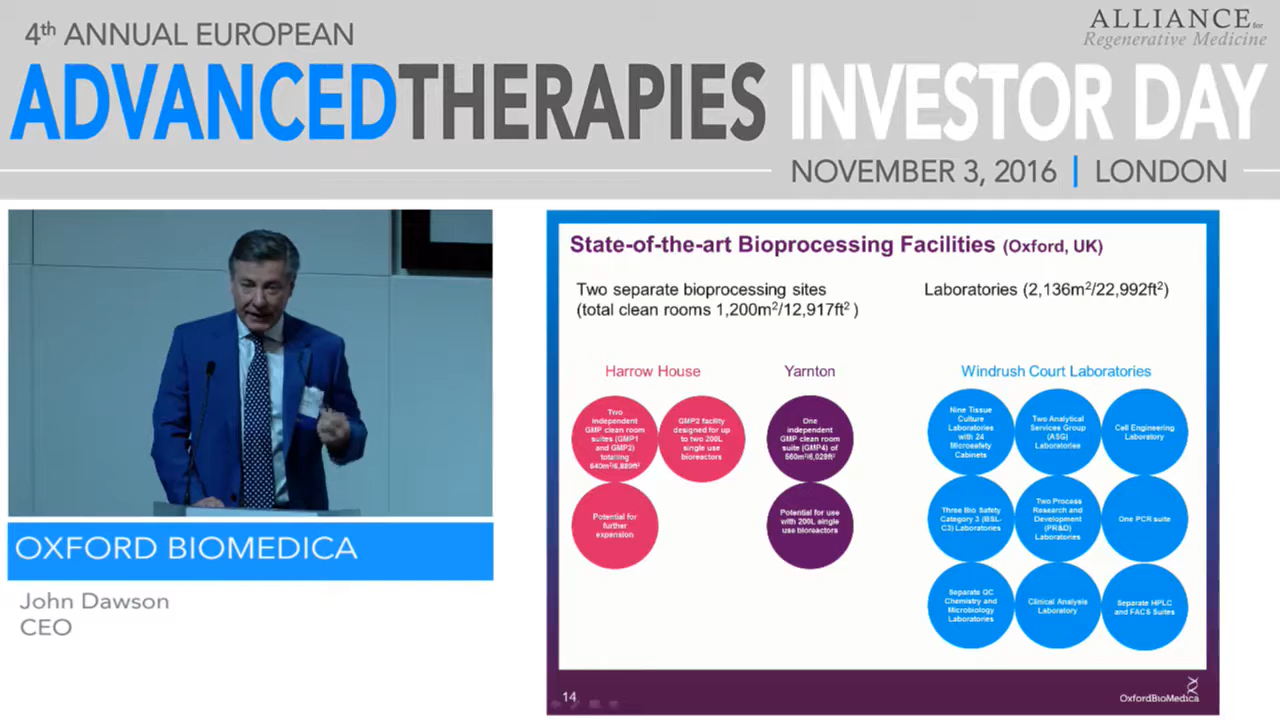 4th ANNUAL EUROPEAN
ALLIANCE for
Regenerative Medicine
ADVANCEDTHERAPIES INVESTOR DAY
NOVEMBER 3, 2016 | LONDON
State-of-the-art Bioprocessing Facilities (Oxford, UK)
Two separate bioprocessing sites
(total clean rooms 1,200m²/12,917ft² )
Laboratories (2,136m²/22,992ft²)
Harrow House
Yarnton
Windrush Court Laboratories
Two
independent
GMP clean room
suites (GMP1
and GMP2)
totalling
640m²/6,889ft²
GMP2 facility
designed for up
to two 200L
single use
bioreactors
Potential for
further
expansion
One
independent
GMP clean room
suite (GMP4) of
560m²/6,028ft²
Potential for use
with 200L single
use bioreactors
Nine Tissue
Culture
Laboratories
with 24
Microsafety
Cabinets
Two Analytical
Services Group
(ASG)
Laboratories
Cell Engineering
Laboratory
Three Bio Safety
Category 3 (BSL-
C3) Laboratories
Two Process
Research and
Development
(PR&D)
Laboratories
One PCR suite
Separate QC
Chemistry and
Microbiology
Laboratories
Clinical Analysis
Laboratory
Separate HPLC
and FACS Suites
14
OxfordBioMedica
OXFORD BIOMEDICA
John Dawson
CEO